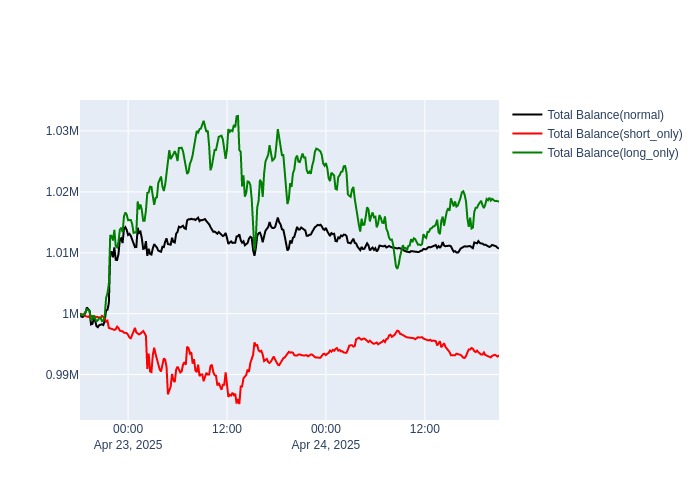 Total Balance(normal)
Total Balance(short_only)
Total Balance(long_only)
1.03M
1.02M
1.01M
1M
0.99M
00:00 12:00 00:00 12:00
Apr 23, 2025 Apr 24, 2025